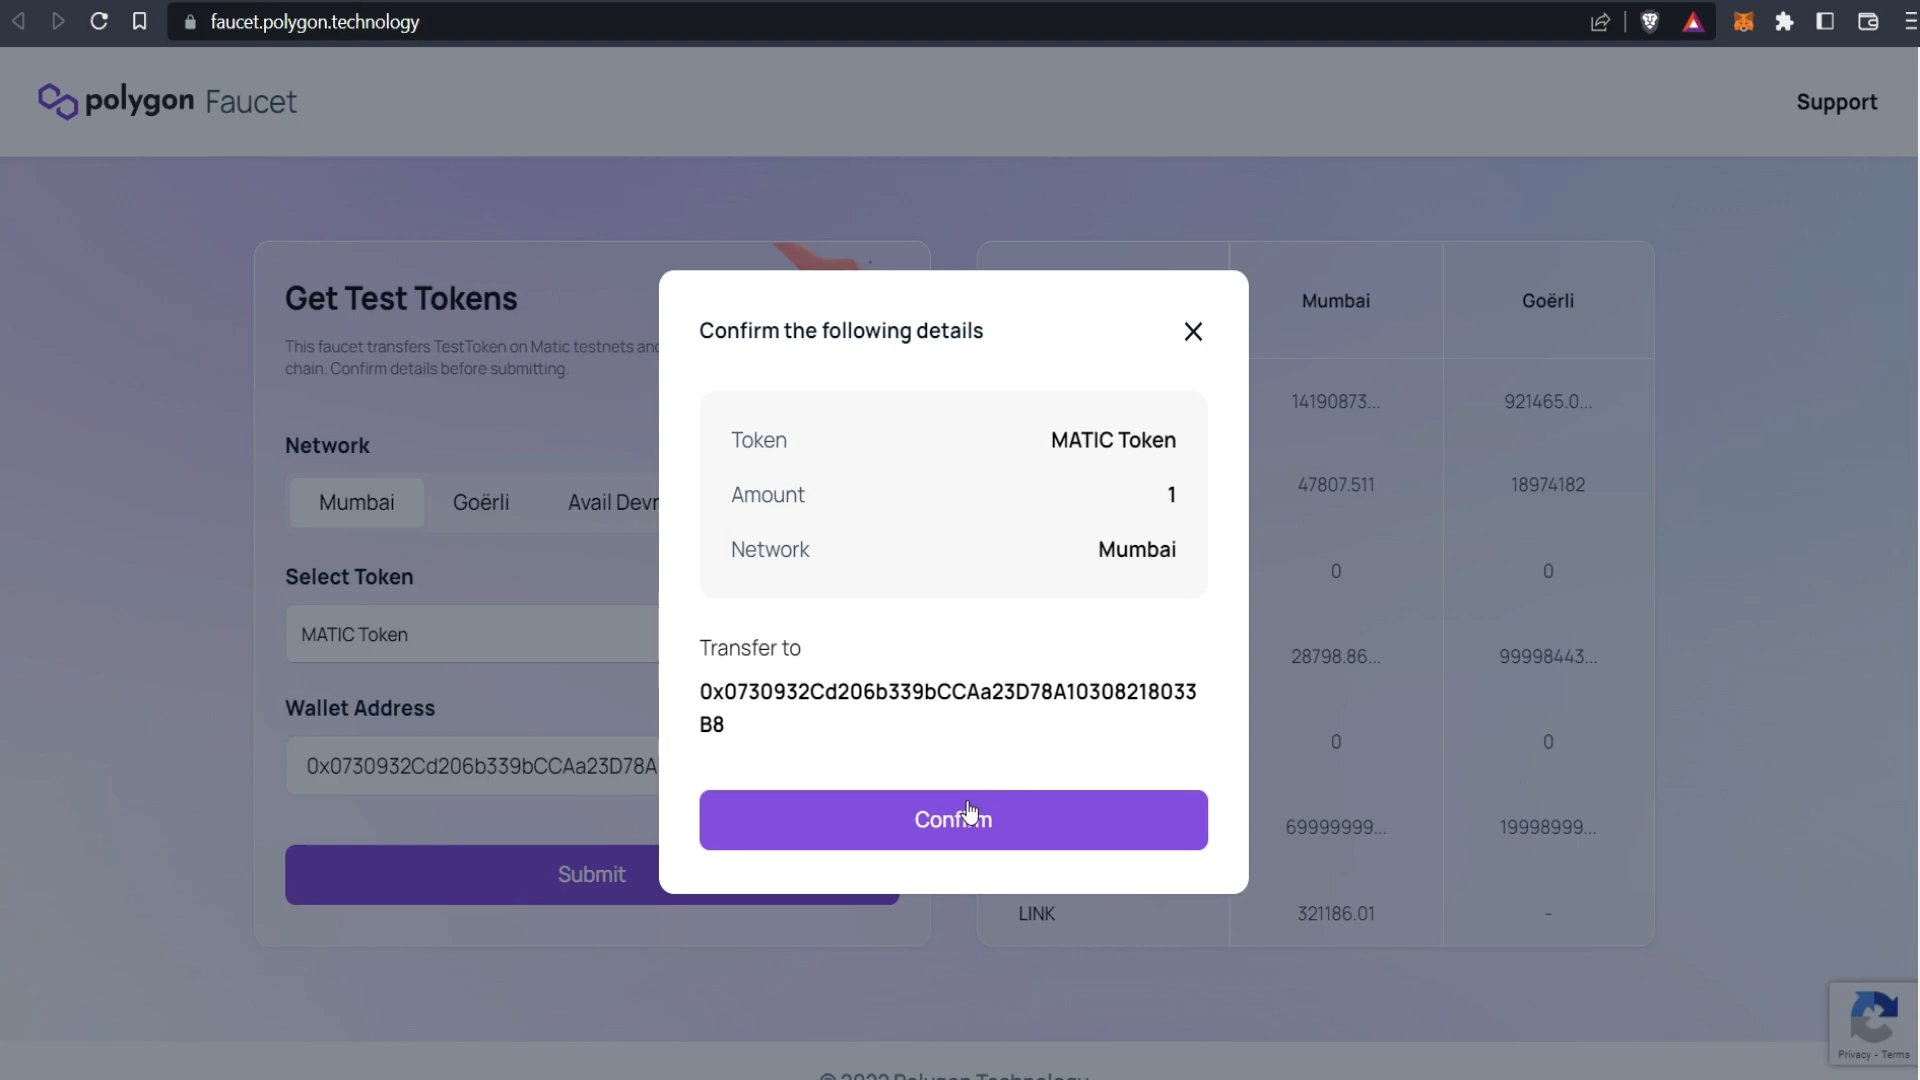 faucet.polygon.technology
polygon Faucet
Support
Get Test Tokens
This faucet transfers TestToken on Matic testnets and
chain. Confirm details before submitting.
Network
Mumbai
Goërli
Avail
Select Token
MATIC Token
Wallet Address
0x0730932Cd206b339bCCAa23D78A
Submit
Confirm the following details
Token
MATIC Token
Amount
1
Network
Mumbai
Transfer to
0x0730932Cd206b339bCCAa23D78A10308218033
B8
Confirm
Mumbai
Goërli
14190873...
921465.0...
47807.511
18974182
0
0
28798.86...
99998443...
0
0
69999999...
19998999...
LINK
321186.01
-
Privacy - Terms
Polygon Technology